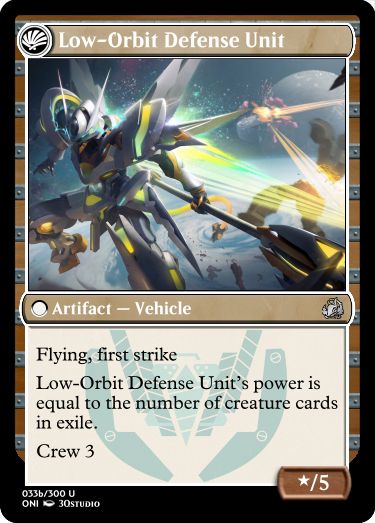 Low-Orbit Defense Unit
Artifact — Vehicle
Flying, first strike
Low-Orbit Defense Unit's power is
equal to the number of creature cards
in exile.
Crew 3
★/5
033b/300 U
ONI 3QSTUDIO